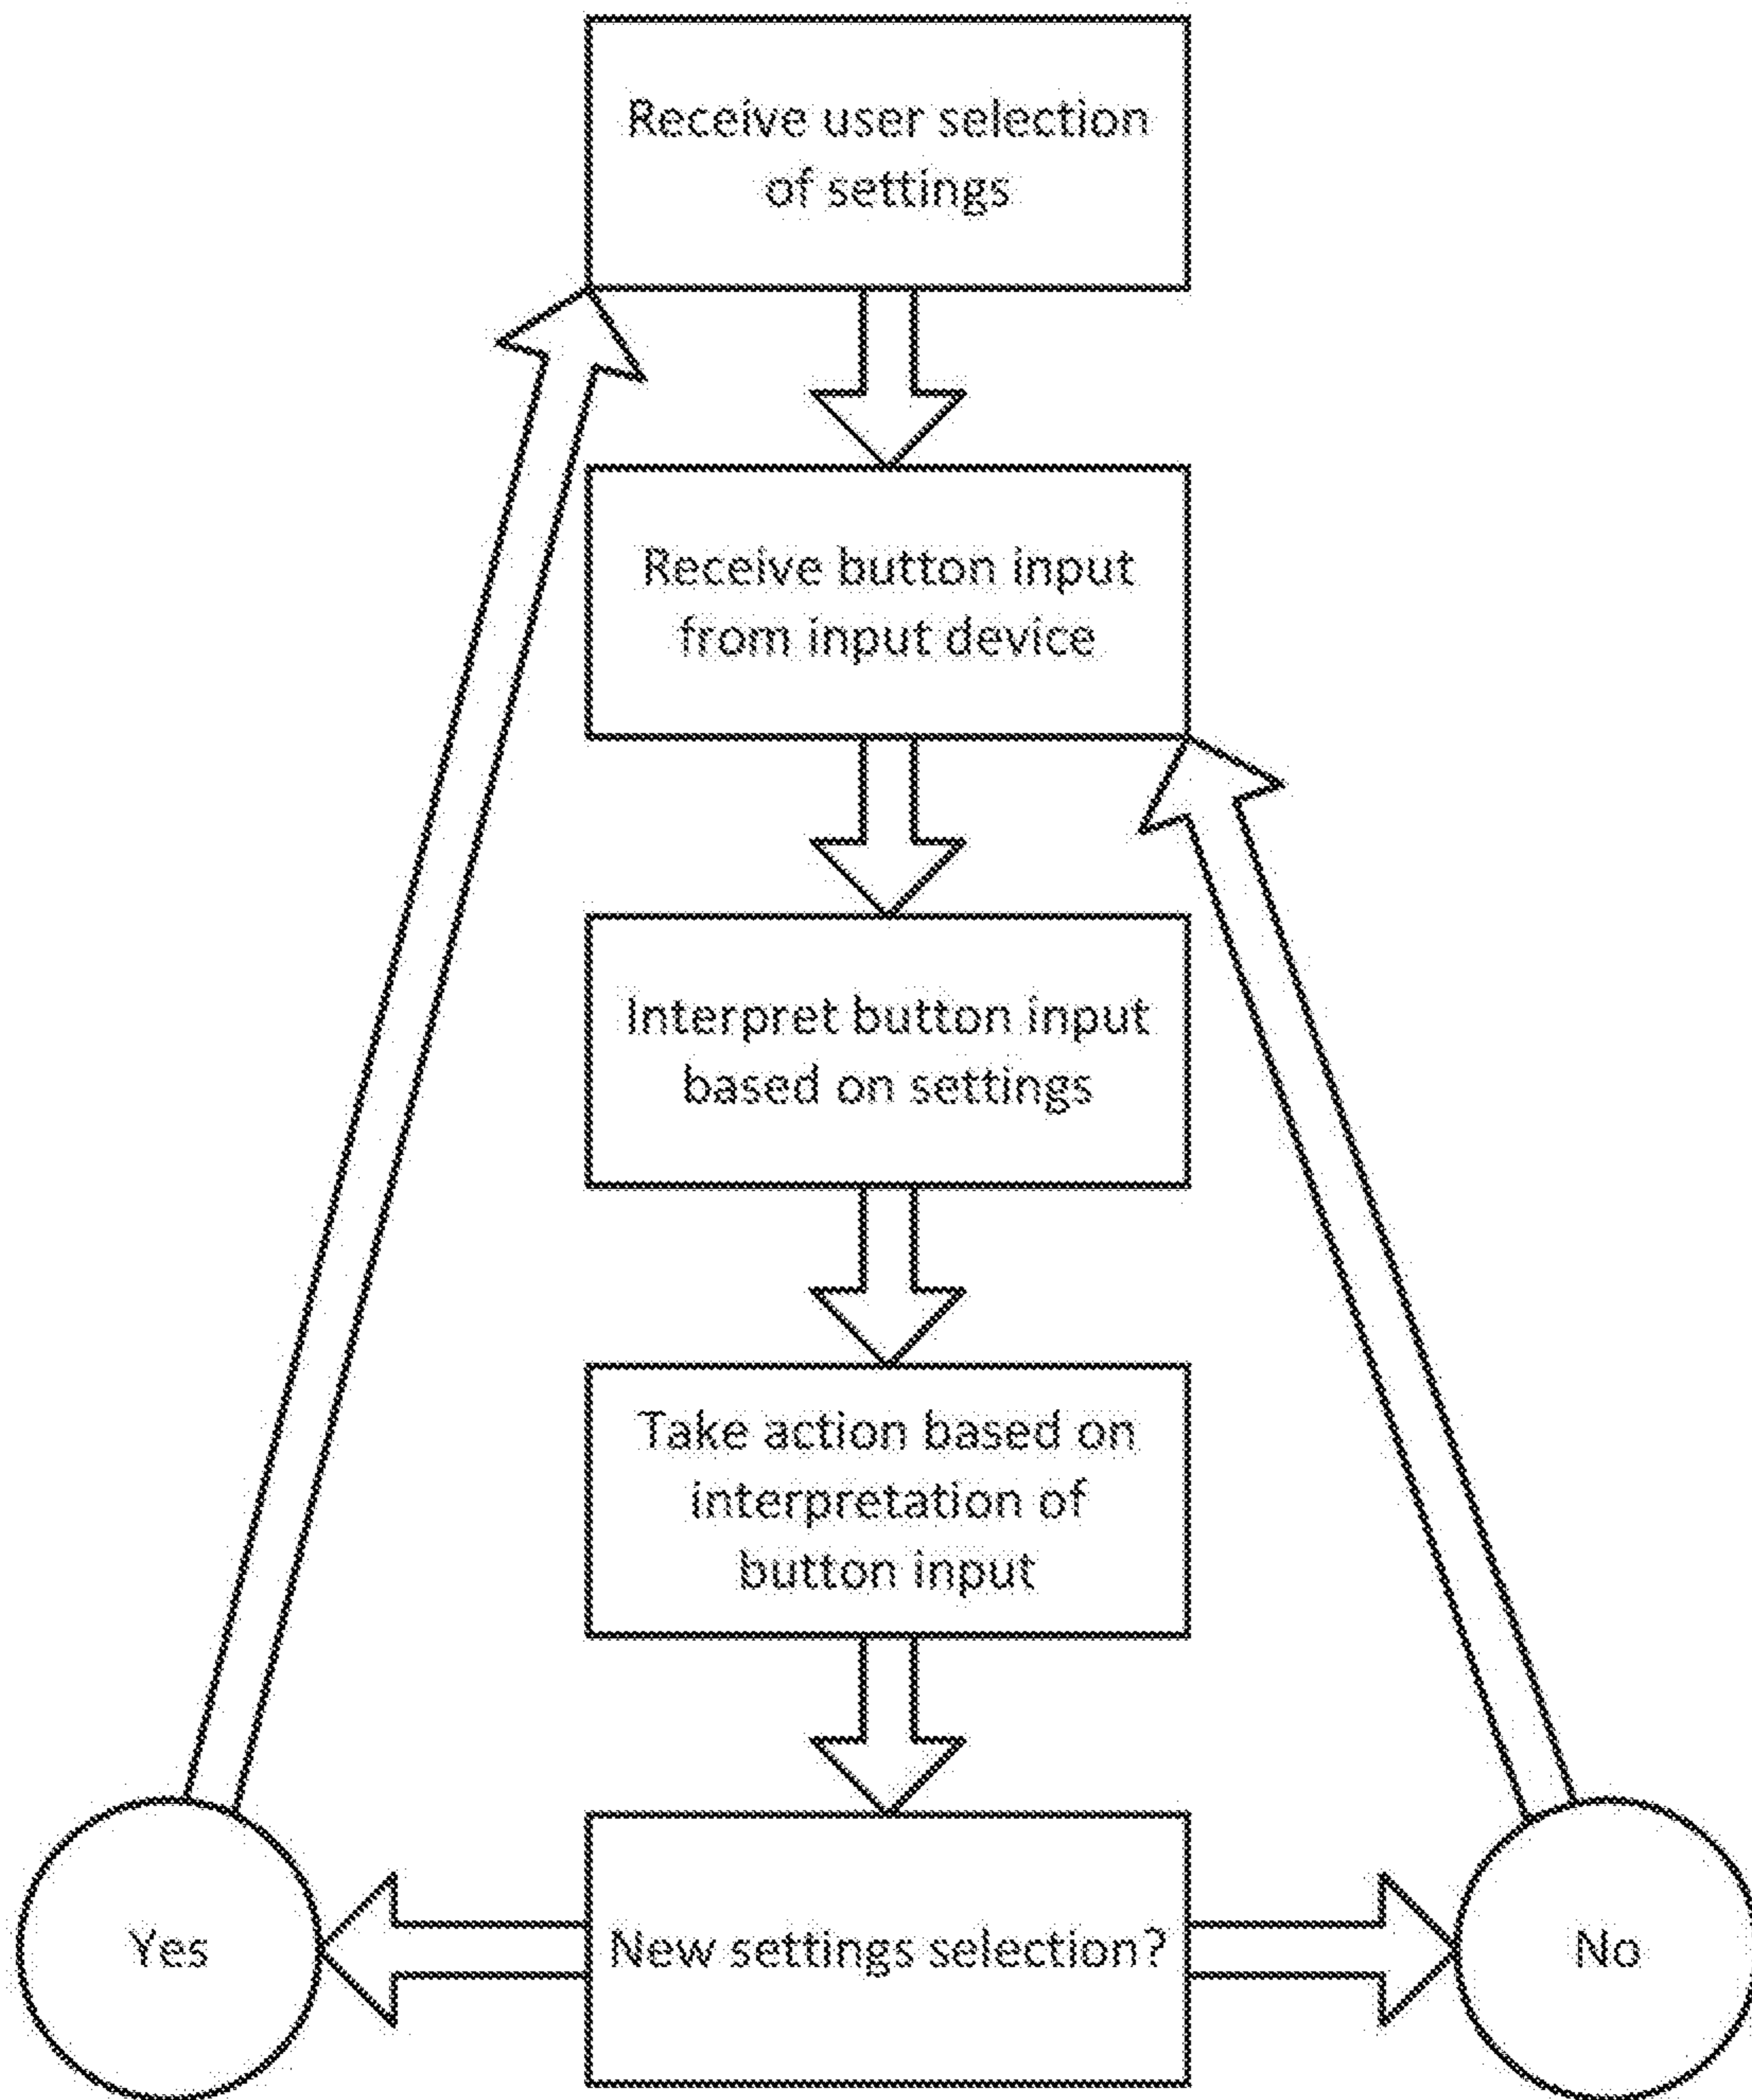 Receive user selection
of settings
Receive button input
from input device
Interpret button input
based on settings
Take action based on
interpretation of
button input
Yes
New settings selection?
No